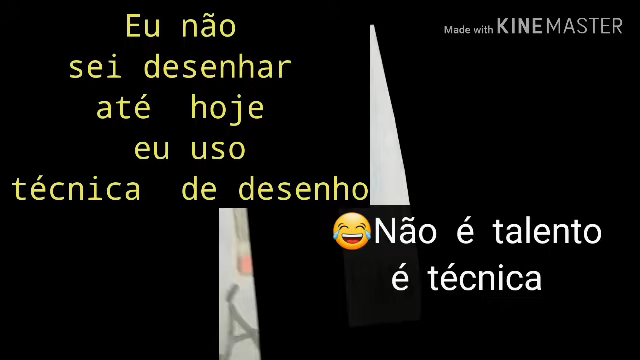 Eu não
sei desenhar
até hoje
eu uso
técnica de desenho
Made with KINEMASTER
😂Não é talento
é técnica